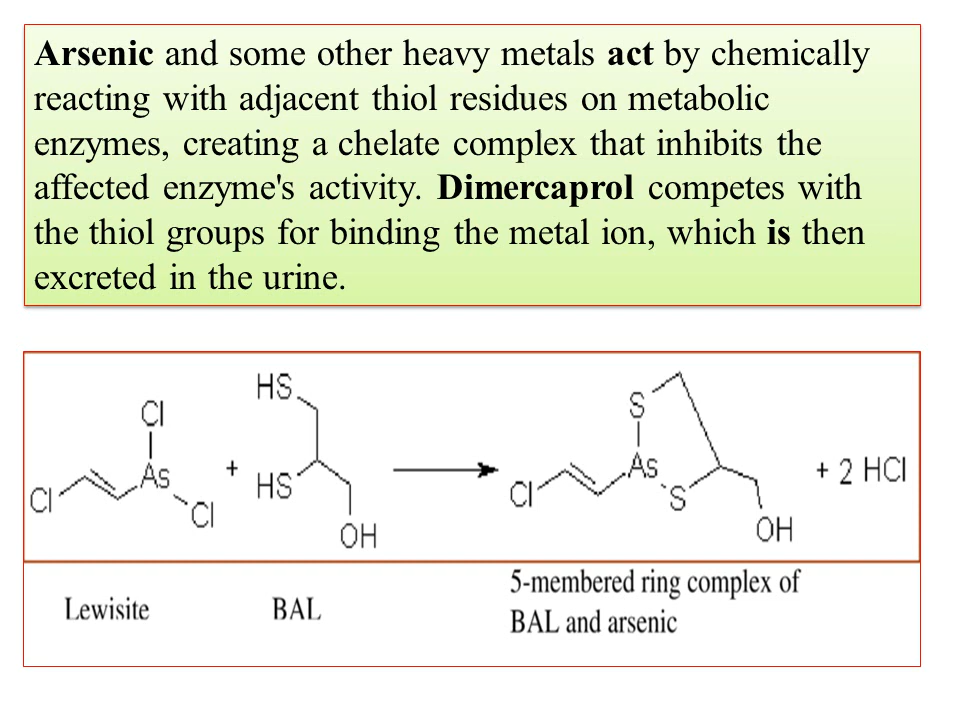 Arsenic and some other heavy metals act by chemically
reacting with adjacent thiol residues on metabolic
enzymes, creating a chelate complex that inhibits the
affected enzyme's activity. Dimercaprol competes with
the thiol groups for binding the metal ion, which is then
excreted in the urine.
Cl
As
Cl
Cl
+
HS
HS
OH
S
As
Cl
S
OH
+ 2 HCl
Lewisite
BAL
5-membered ring complex of
BAL and arsenic